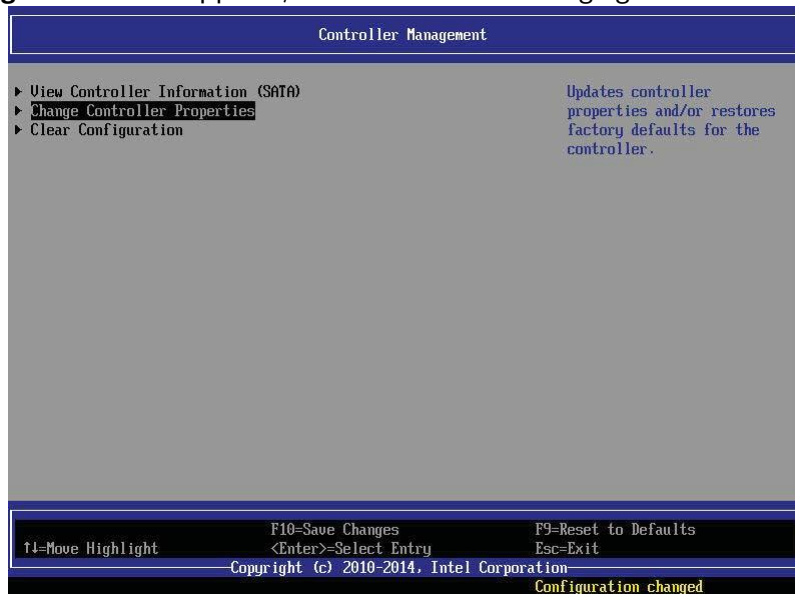 Controller Management
▶ View Controller Information (SATA)
▶ Change Controller Properties
▶ Clear Configuration
Updates controller
properties and/or restores
factory defaults for the
controller.
F10=Save Changes F9=Reset to Defaults
↑↓=Move Highlight <Enter>=Select Entry Esc=Exit
Copyright (c) 2010-2014, Intel Corporation
Configuration changed